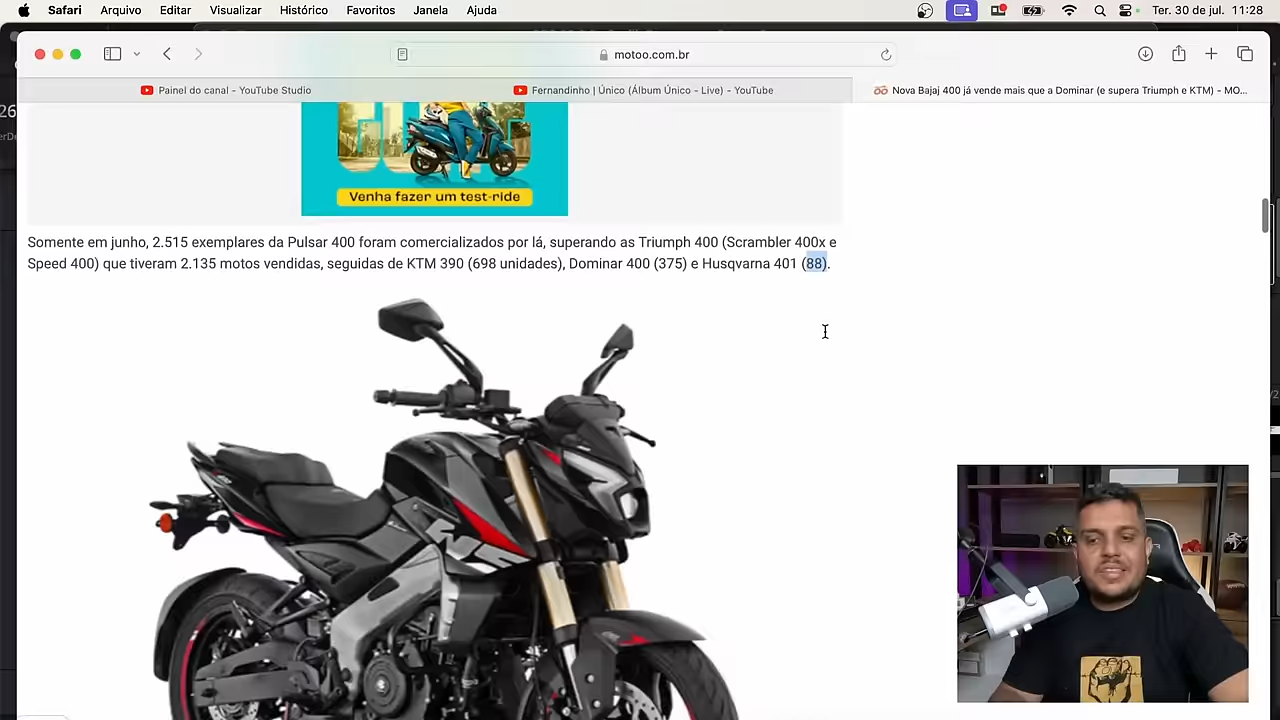 Safari Arquivo Editar Visualizar Histórico Favoritos Janela Ajuda Ter. 30 de jul. 11:28
motoo.com.br
Painel do canal - YouTube Studio
Fernandinho | Único (Álbum Único - Live) - YouTube
Nova Bajaj 400 já vende mais que a Dominar (e supera Triumph e KTM) - MO...
26
Venha fazer um test-ride
Somente em junho, 2.515 exemplares da Pulsar 400 foram comercializados por lá, superando as Triumph 400 (Scrambler 400x e
Speed 400) que tiveram 2.135 motos vendidas, seguidas de KTM 390 (698 unidades), Dominar 400 (375) e Husqvarna 401 (88).